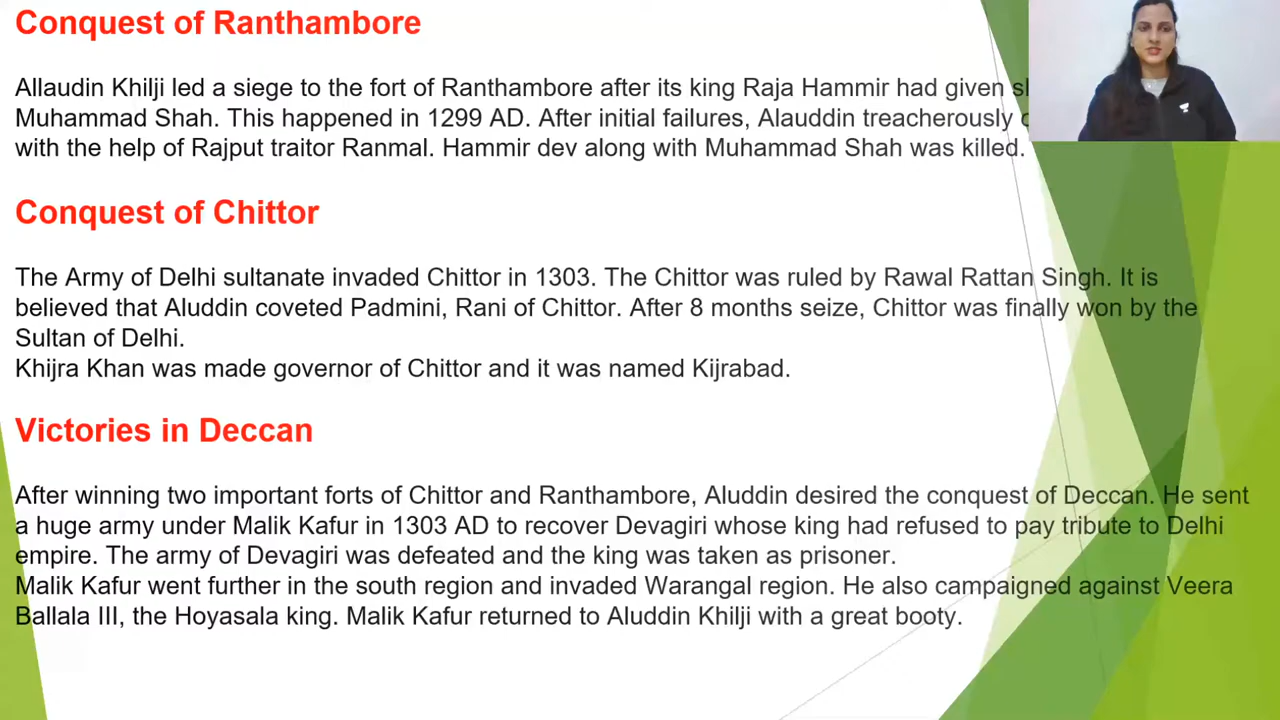 Conquest of Ranthambore
Allaudin Khilji led a siege to the fort of Ranthambore after its king Raja Hammir had given
Muhammad Shah. This happened in 1299 AD. After initial failures, Alauddin treacherously
with the help of Rajput traitor Ranmal. Hammir dev along with Muhammad Shah was killed.
Conquest of Chittor
The Army of Delhi sultanate invaded Chittor in 1303. The Chittor was ruled by Rawal Rattan Singh. It is
believed that Aluddin coveted Padmini, Rani of Chittor. After 8 months seize, Chittor was finally won by the
Sultan of Delhi.
Khijra Khan was made governor of Chittor and it was named Kijrabad.
Victories in Deccan
After winning two important forts of Chittor and Ranthambore, Aluddin desired the conquest of Deccan. He sent
a huge army under Malik Kafur in 1303 AD to recover Devagiri whose king had refused to pay tribute to Delhi
empire. The army of Devagiri was defeated and the king was taken as prisoner.
Malik Kafur went further in the south region and invaded Warangal region. He also campaigned against Veera
Ballala III, the Hoyasala king. Malik Kafur returned to Aluddin Khilji with a great booty.